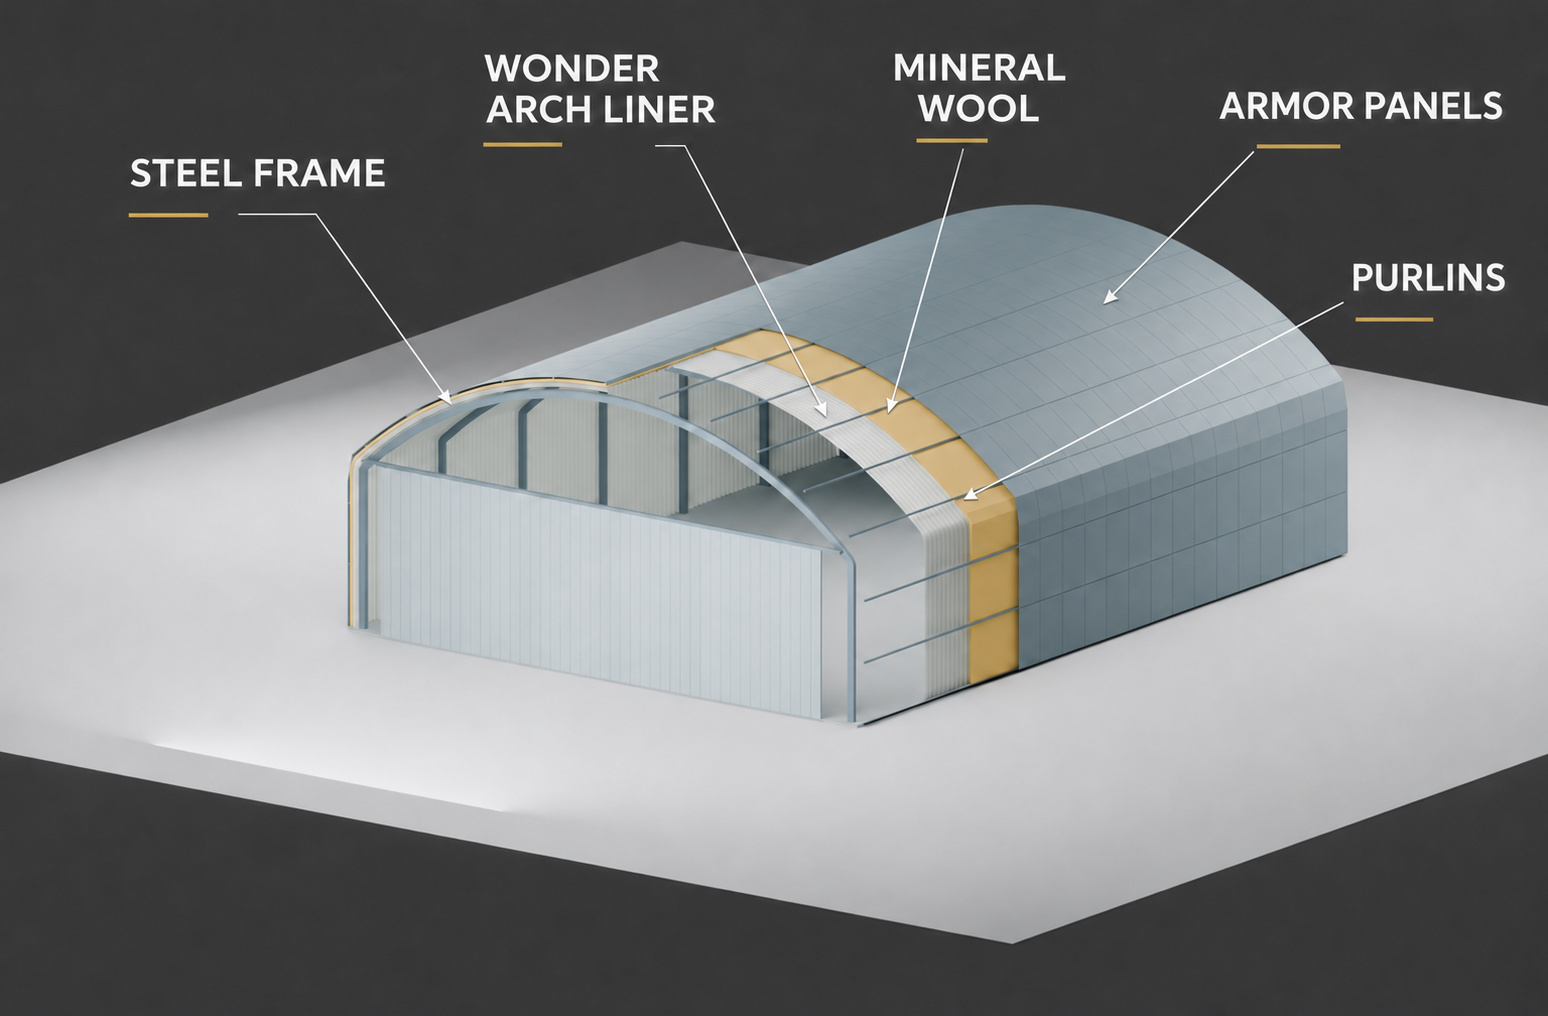 STEEL FRAME
WONDER
ARCH LINER
MINERAL
WOOL
ARMOR PANELS
PURLINS